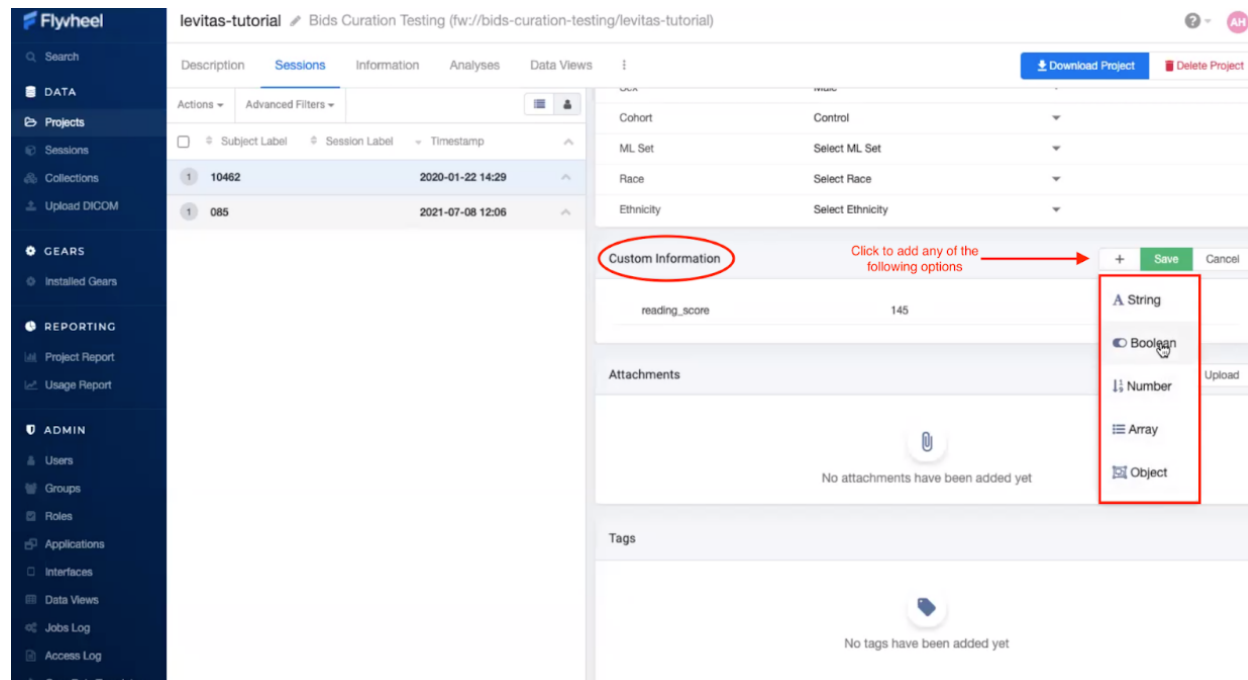 Flywheel
levitas-tutorial Bids Curation Testing (fw://bids-curation-testing/levitas-tutorial)
AH
Search
DATA
Projects
Sessions
Collections
Upload DICOM
GEARS
Installed Gears
REPORTING
Project Report
Usage Report
ADMIN
Users
Groups
Roles
Applications
Interfaces
Data Views
Jobs Log
Access Log
Description Sessions Information Analyses Data Views
Download Project Delete Project
Actions Advanced Filters
Subject Label Session Label Timestamp
1 10462 2020-01-22 14:29
1 085 2021-07-08 12:06
Sex Male
Cohort Control
ML Set Select ML Set
Race Select Race
Ethnicity Select Ethnicity
Custom Information
Click to add any of the
following options
+ Save Cancel
reading_score 145
String
Boolean
Number
Array
Object
Attachments Upload
No attachments have been added yet
Tags
No tags have been added yet